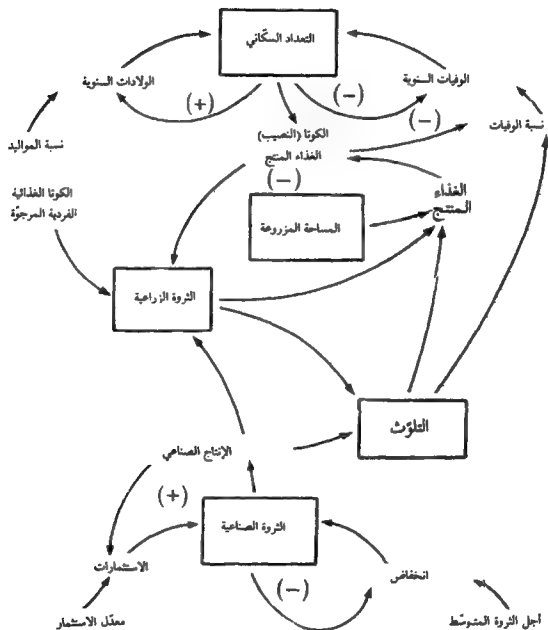 التعداد السكّاني
الولادات السنوية
الوفيات السنوية
(+)
(−)
(−)
نسبة المواليد
الكوتا (النصيب)
الغذاء المنتج
نسبة الوفيات
(−)
الكوتا الغذائية
الفردية المرجوّة
الغذاء
المنتج
المساحة المزروعة
الثروة الزراعية
التلوّث
الإنتاج الصناعي
(+)
الثروة الصناعية
الاستثمارات
(−)
انخفاض
معدّل الاستثمار
أجل الثروة المتوسّط